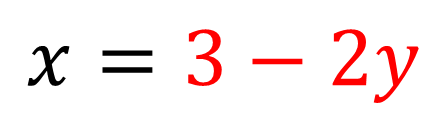 x = 3 − 2y